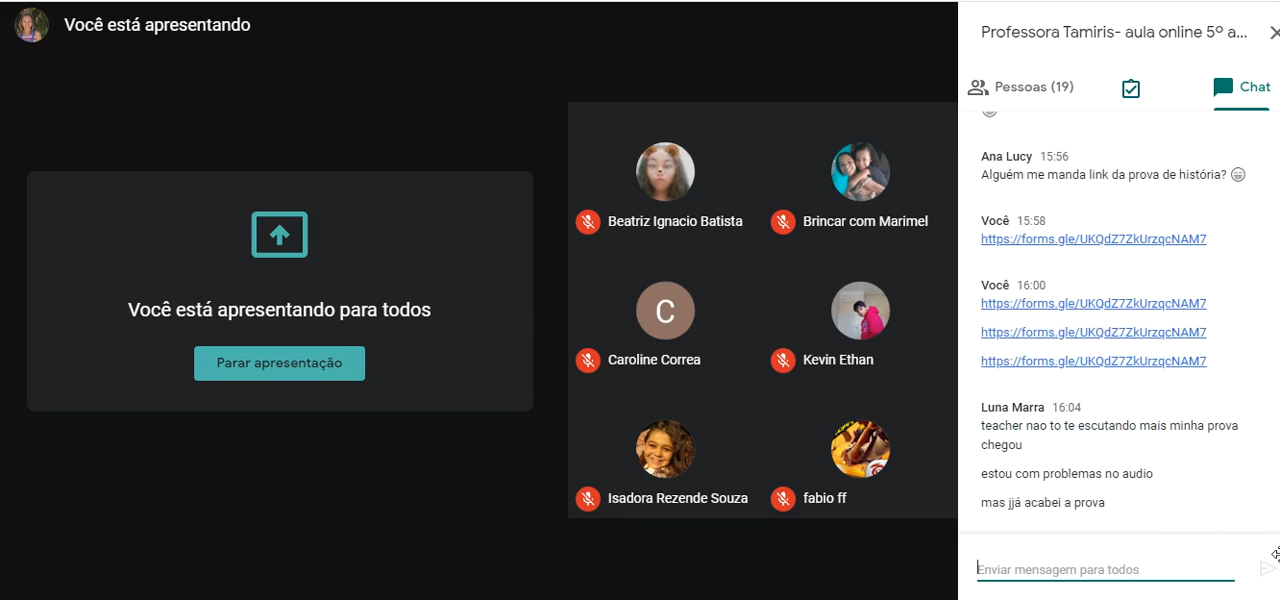 Você está apresentando
Professora Tamiris- aula online 5º a...
Pessoas (19)
Chat
Você está apresentando para todos
Parar apresentação
Beatriz Ignacio Batista
Brincar com Marimel
C
Caroline Correa
Kevin Ethan
Isadora Rezende Souza
fabio ff
Ana Lucy 15:56
Alguém me manda link da prova de história?
Você 15:58
https://forms.gle/UKQdZ7ZkUrzqcNAM7
Você 16:00
https://forms.gle/UKQdZ7ZkUrzqcNAM7
https://forms.gle/UKQdZ7ZkUrzqcNAM7
https://forms.gle/UKQdZ7ZkUrzqcNAM7
Luna Marra 16:04
teacher nao to te escutando mais minha prova
chegou
estou com problemas no audio
mas jjá acabei a prova
Enviar mensagem para todos